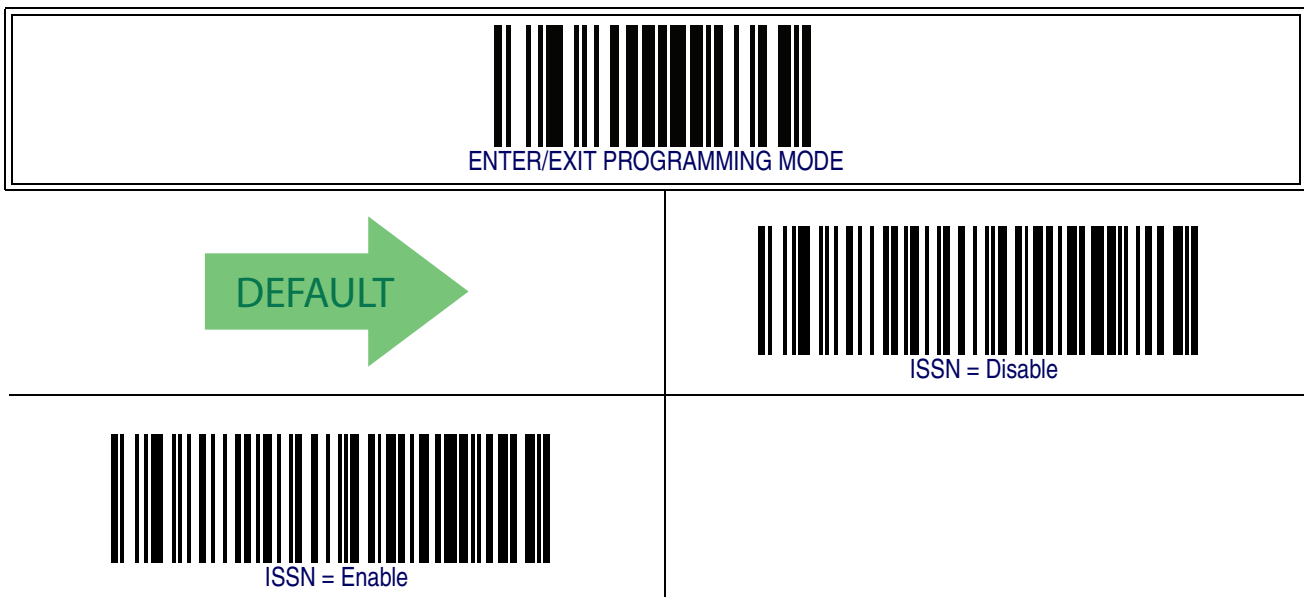 ENTER/EXIT PROGRAMMING MODE
DEFAULT
ISSN = Disable
ISSN = Enable